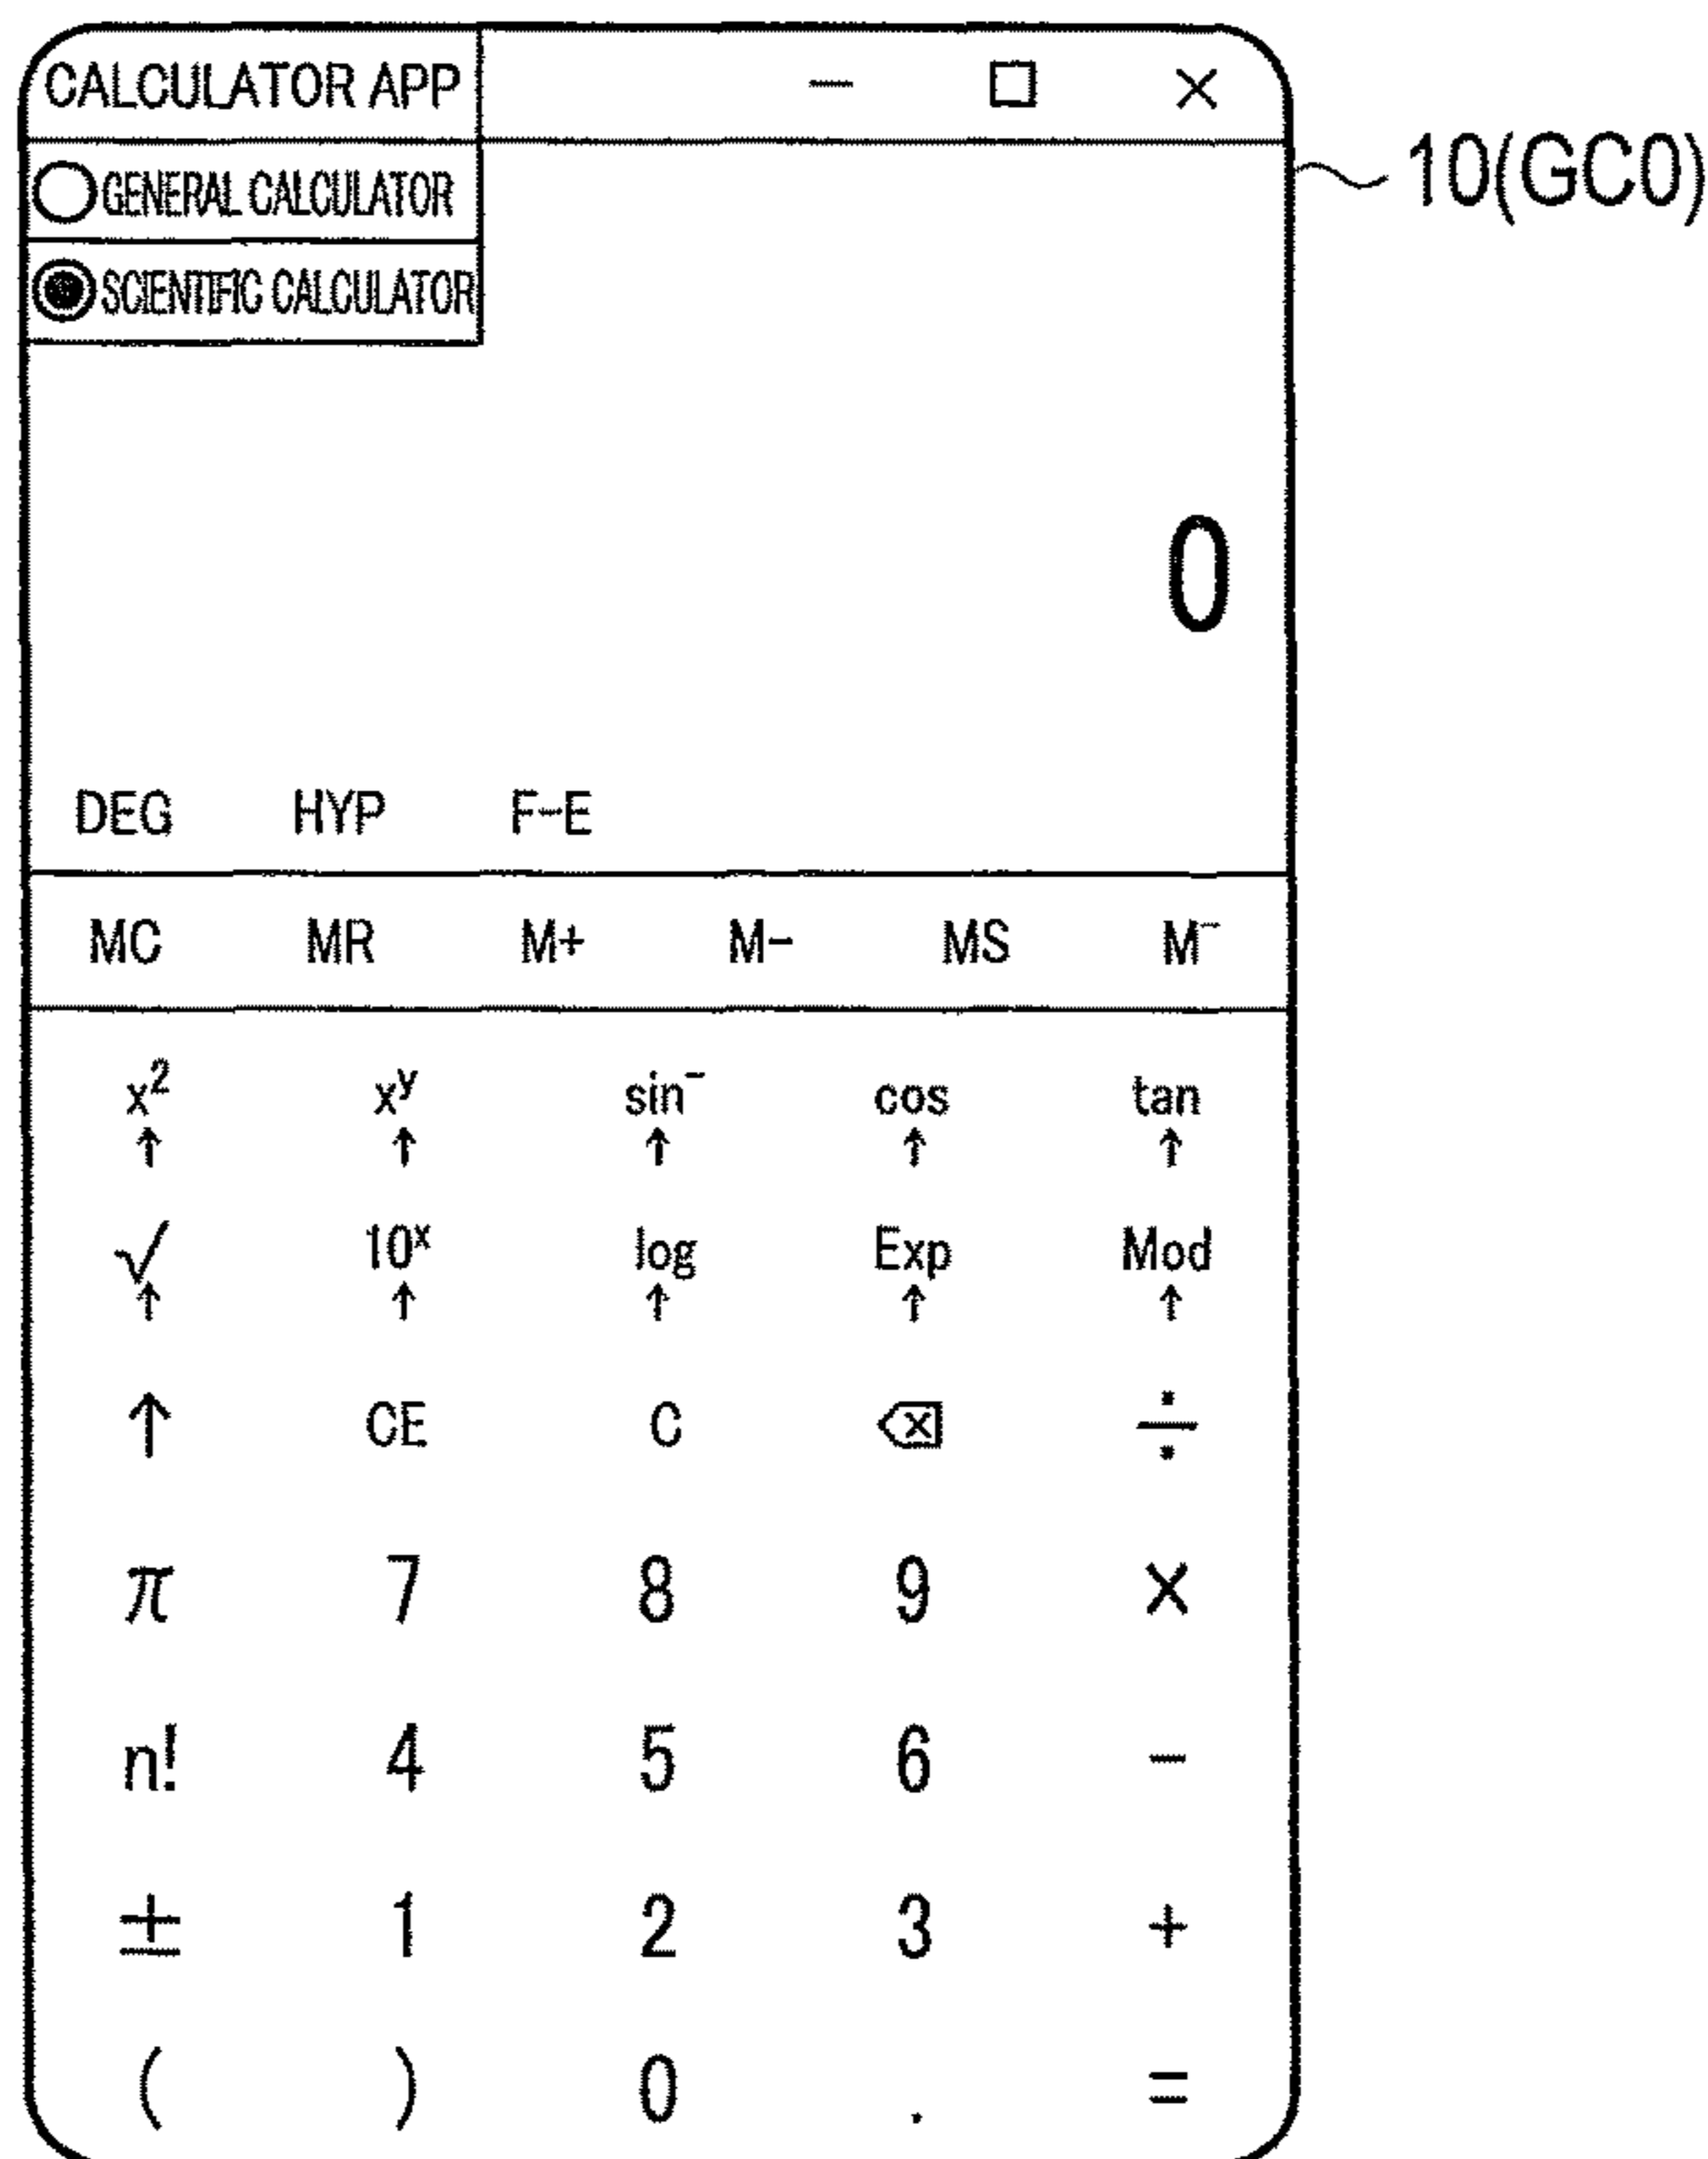 CALCULATOR APP － □ ×
10(GC0)
GENERAL CALCULATOR
SCIENTIFIC CALCULATOR
0
DEG HYP F-E
MC MR M+ M- MS M⁻
x² xʸ sin⁻ cos tan
↑ ↑ ↑ ↑ ↑
√ 10ˣ log Exp Mod
↑ ↑ ↑ ↑ ↑
↑ CE C ⌫ ÷
π 7 8 9 ×
n! 4 5 6 -
± 1 2 3 +
( ) 0 . =